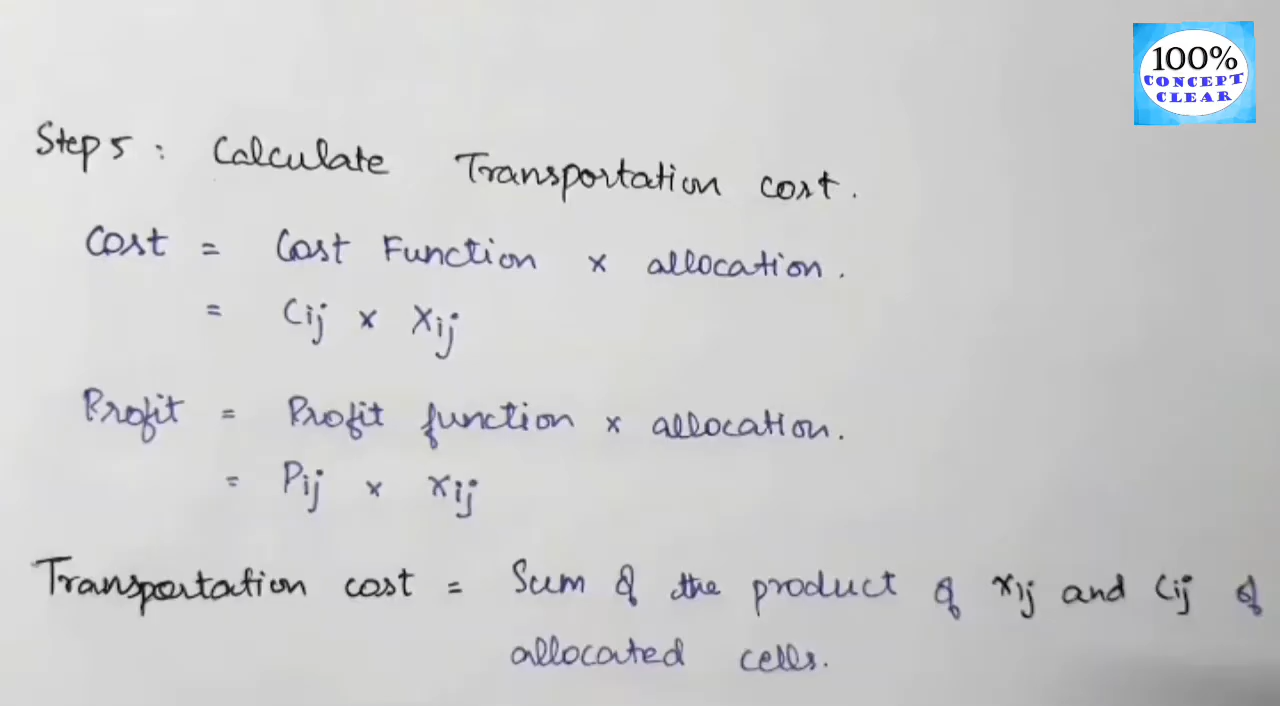 100%
CONCEPT
CLEAR
Step 5 : Calculate Transportation cost.
Cost = Cost Function × allocation.
= Cij × Xij
Profit = Profit function × allocation.
= Pij × xij
Transportation cost = Sum of the product of xij and Cij of
allocated cells.